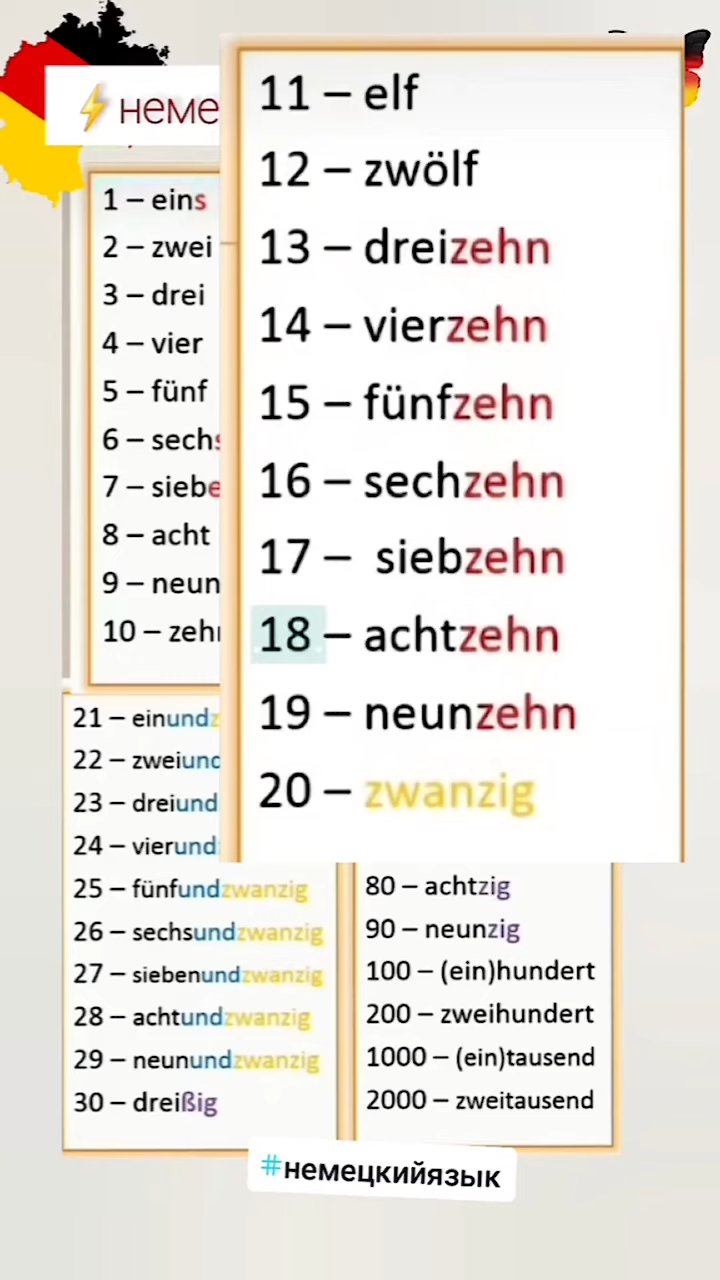 ⚡неме
1 – eins
2 – zwei
3 – drei
4 – vier
5 – fünf
6 – sechs
7 – siebe
8 – acht
9 – neun
10 – zehn
11 – elf
12 – zwölf
13 – dreizehn
14 – vierzehn
15 – fünfzehn
16 – sechzehn
17 – siebzehn
18 – achtzehn
19 – neunzehn
20 – zwanzig
21 – einundz
22 – zweiund
23 – dreiund
24 – vierund
25 – fünfundzwanzig
26 – sechsundzwanzig
27 – siebenundzwanzig
28 – achtundzwanzig
29 – neunundzwanzig
30 – dreißig
80 – achtzig
90 – neunzig
100 – (ein)hundert
200 – zweihundert
1000 – (ein)tausend
2000 – zweitausend
#немецкийязык